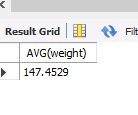 Result Grid
AVG(weight)
147.4529